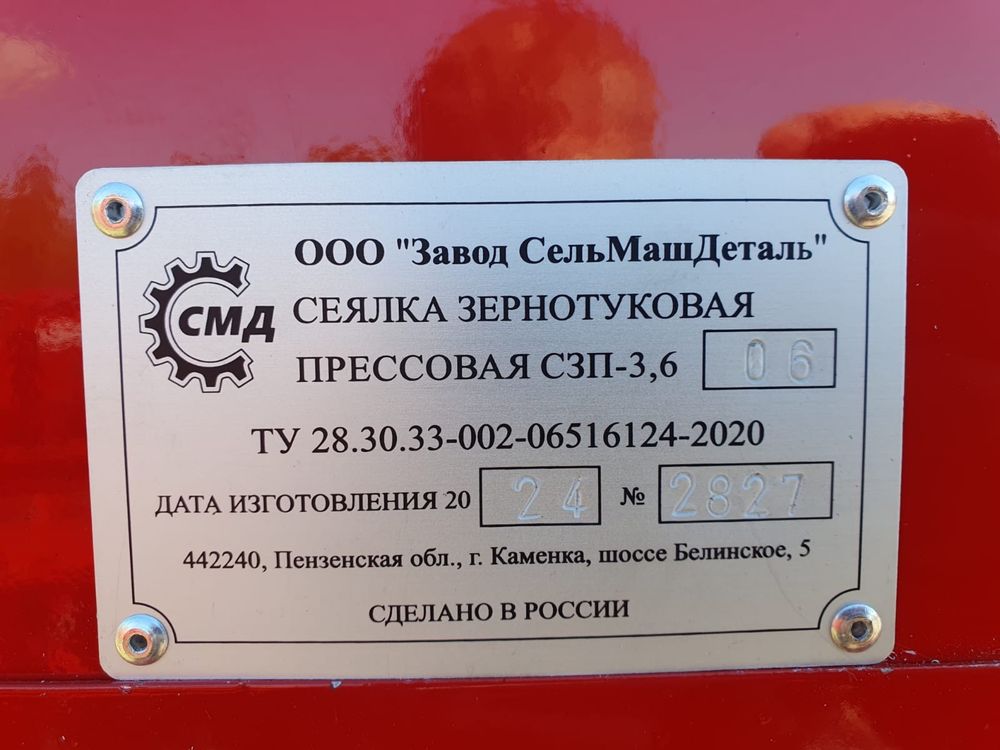 ООО "Завод СельМашДеталь"
СМД
СЕЯЛКА ЗЕРНОТУКОВАЯ
ПРЕССОВАЯ СЗП-3,6 06
ТУ 28.30.33-002-06516124-2020
ДАТА ИЗГОТОВЛЕНИЯ 20 24 № 2827
442240, Пензенская обл., г. Каменка, шоссе Белинское, 5
СДЕЛАНО В РОССИИ